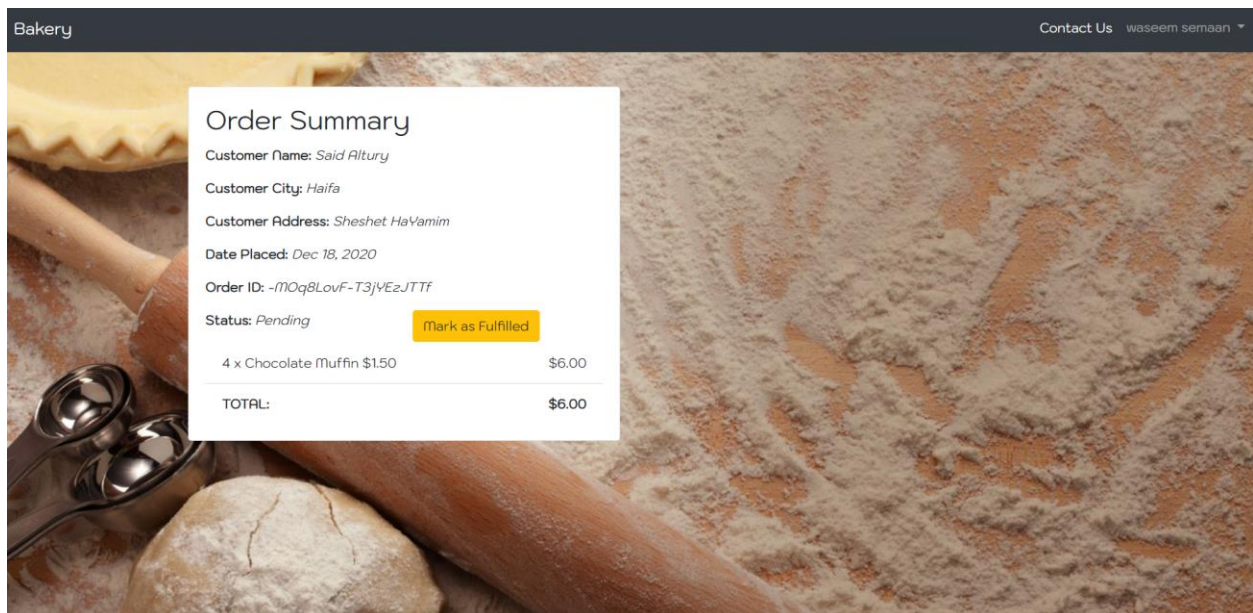 Bakery
Contact Us waseem semaan
Order Summary
Customer Name: Said Altury
Customer City: Haifa
Customer Address: Sheshet HaYamim
Date Placed: Dec 18, 2020
Order ID: -MOq8LovF-T3jYEzJTTf
Status: Pending Mark as Fulfilled
4 x Chocolate Muffin $1.50 $6.00
TOTAL: $6.00